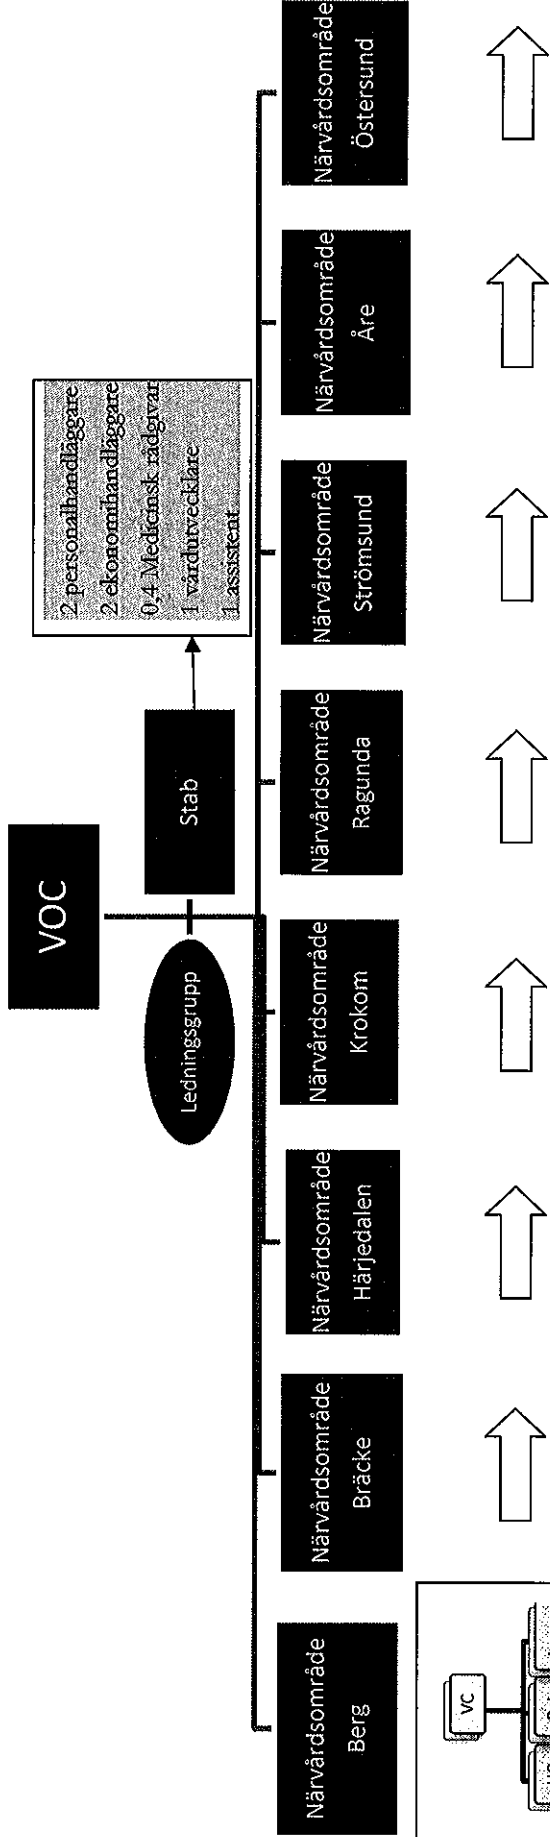 VOC
Ledningsgrupp
Stab
2 personalhandläggare
2 ekonomihandläggare
0,4 Medicinsk rådgivar
1 vårdutvecklare
1 assistent
Närvårdsområde
Berg
Närvårdsområde
Bräcke
Närvårdsområde
Härjedalen
Närvårdsområde
Krokom
Närvårdsområde
Ragunda
Närvårdsområde
Strömsund
Närvårdsområde
Åre
Närvårdsområde
Östersund
VC